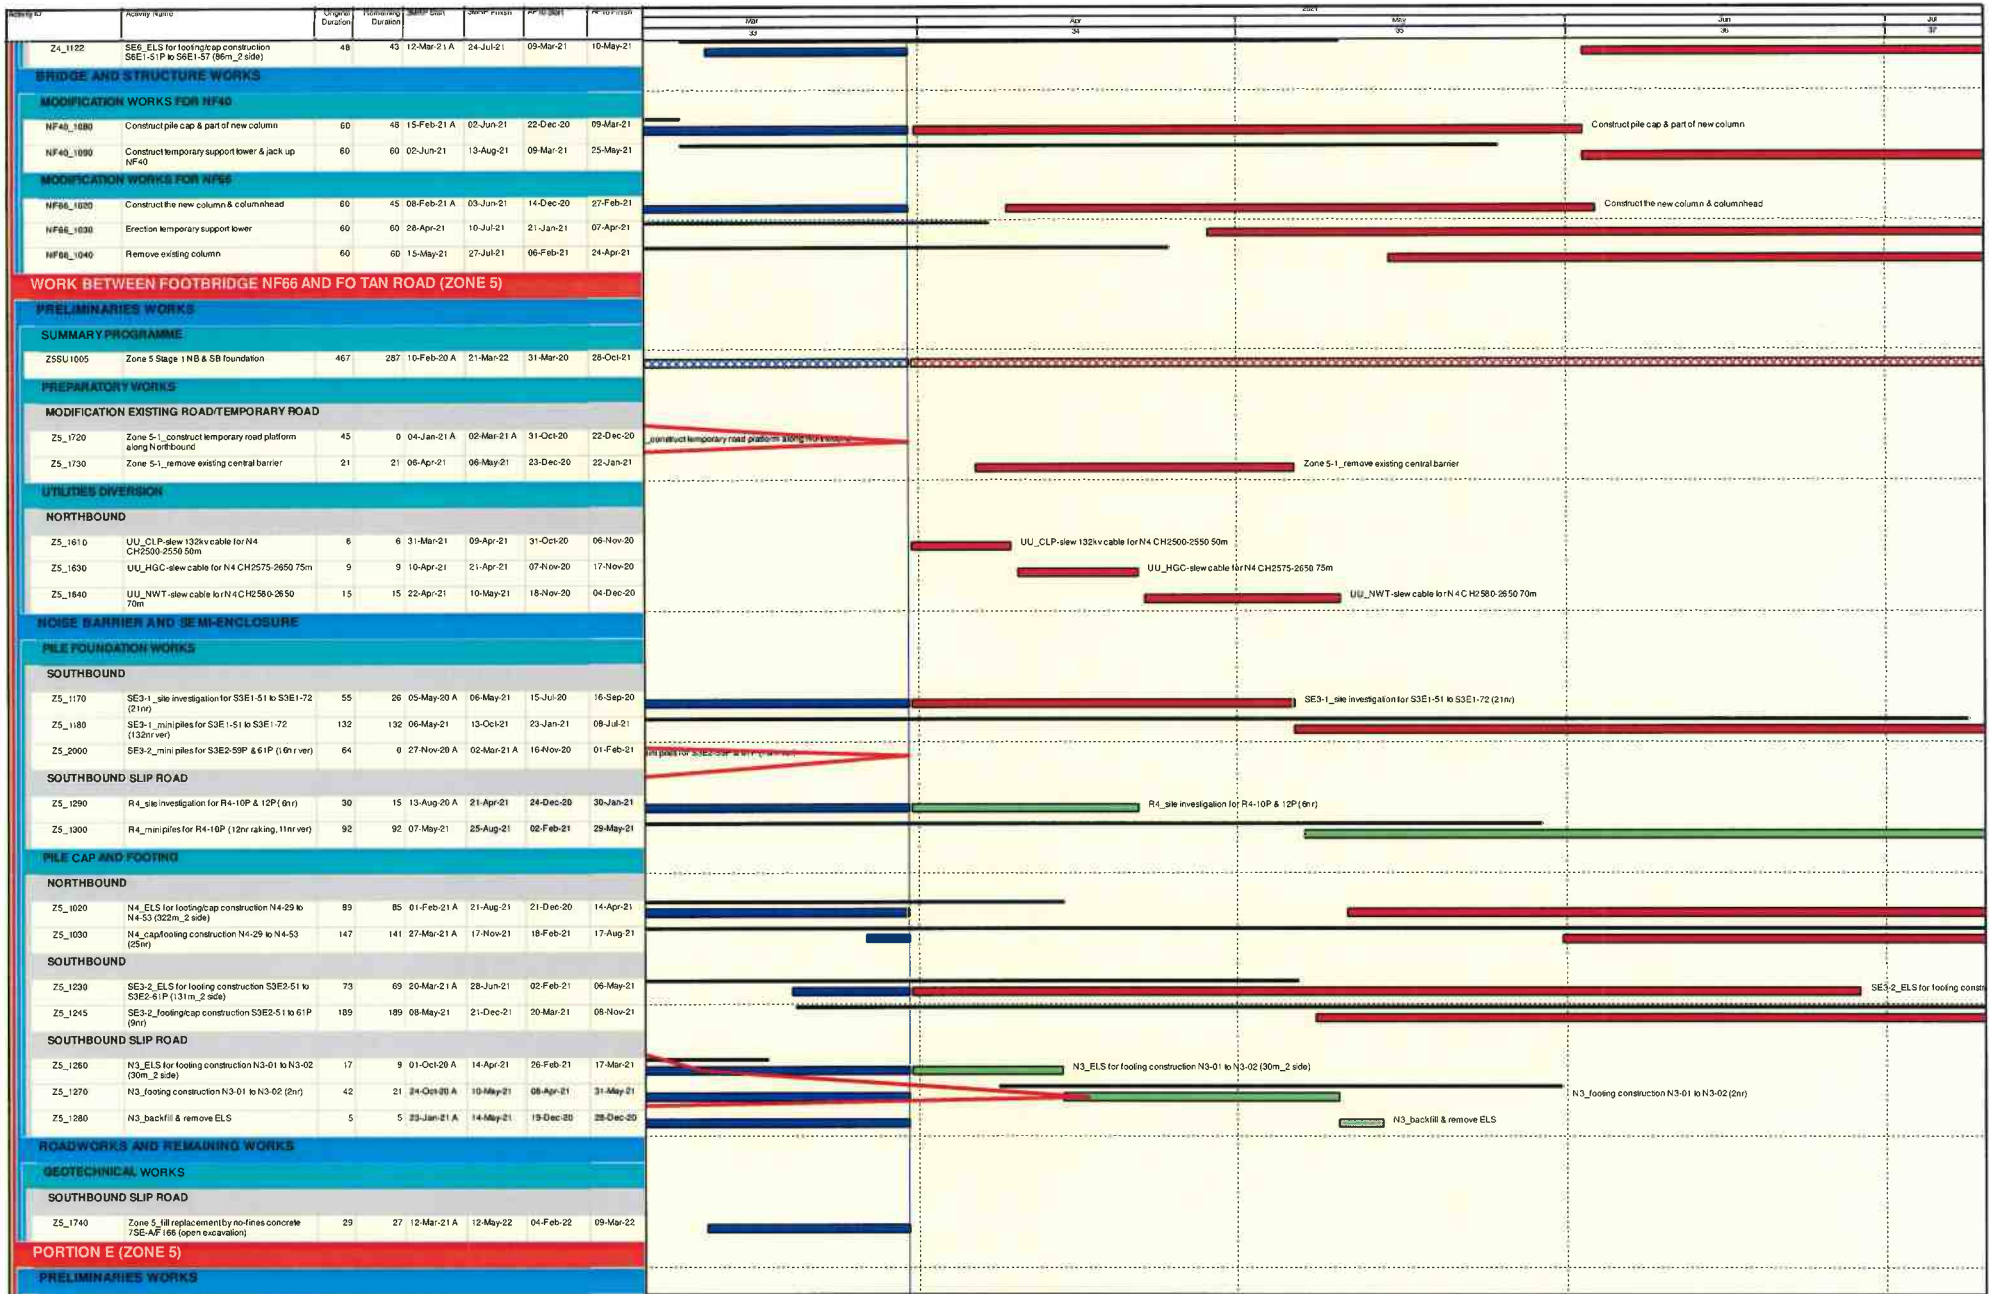 Activity ID Activity Name Original Duration Remaining Duration 3MRP Start 3MRP Finish AP10 Start AP10 Finish
2021
Mar Apr May Jun Jul
33 34 35 36 37
Z4_1122 SE6_ELS for footing/cap construction S6E1-51P to S6E1-57 (86m_2 side) 48 43 12-Mar-21 A 24-Jul-21 09-Mar-21 10-May-21
BRIDGE AND STRUCTURE WORKS
MODIFICATION WORKS FOR NF40
NF40_1080 Construct pile cap & part of new column 60 48 15-Feb-21 A 02-Jun-21 22-Dec-20 09-Mar-21 Construct pile cap & part of new column
NF40_1090 Construct temporary support tower & jack up NF40 60 60 02-Jun-21 13-Aug-21 09-Mar-21 25-May-21
MODIFICATION WORKS FOR NF66
NF66_1020 Construct the new column & columnhead 60 45 08-Feb-21 A 03-Jun-21 14-Dec-20 27-Feb-21 Construct the new column & columnhead
NF66_1030 Erection temporary support tower 60 60 28-Apr-21 10-Jul-21 21-Jan-21 07-Apr-21
NF66_1040 Remove existing column 60 60 15-May-21 27-Jul-21 06-Feb-21 24-Apr-21
WORK BETWEEN FOOTBRIDGE NF66 AND FO TAN ROAD (ZONE 5)
PRELIMINARIES WORKS
SUMMARY PROGRAMME
Z5SU1005 Zone 5 Stage 1 NB & SB foundation 467 287 10-Feb-20 A 21-Mar-22 31-Mar-20 28-Oct-21
PREPARATORY WORKS
MODIFICATION EXISTING ROAD/TEMPORARY ROAD
Z5_1720 Zone 5-1_construct temporary road platform along Northbound 45 0 04-Jan-21 A 02-Mar-21 A 31-Oct-20 22-Dec-20 _construct temporary road platform along
Z5_1730 Zone 5-1_remove existing central barrier 21 21 06-Apr-21 06-May-21 23-Dec-20 22-Jan-21 Zone 5-1_remove existing central barrier
UTILITIES DIVERSION
NORTHBOUND
Z5_1610 UU_CLP-slew 132kv cable for N4 CH2500-2550 50m 6 6 31-Mar-21 09-Apr-21 31-Oct-20 06-Nov-20 UU_CLP-slew 132kv cable for N4 CH2500-2550 50m
Z5_1630 UU_HGC-slew cable for N4 CH2575-2650 75m 9 9 10-Apr-21 21-Apr-21 07-Nov-20 17-Nov-20 UU_HGC-slew cable for N4 CH2575-2650 75m
Z5_1640 UU_NWT-slew cable for N4 CH2580-2650 70m 15 15 22-Apr-21 10-May-21 18-Nov-20 04-Dec-20 UU_NWT-slew cable for N4 CH2580-2650 70m
NOISE BARRIER AND SEMI-ENCLOSURE
PILE FOUNDATION WORKS
SOUTHBOUND
Z5_1170 SE3-1_site investigation for S3E1-51 to S3E1-72 (21nr) 55 26 05-May-20 A 06-May-21 15-Jul-20 16-Sep-20 SE3-1_site investigation for S3E1-51 to S3E1-72 (21nr)
Z5_1180 SE3-1_minipiles for S3E1-51 to S3E1-72 (132nr ver) 132 132 06-May-21 13-Oct-21 23-Jan-21 08-Jul-21
Z5_2000 SE3-2_mini piles for S3E2-59P & 61P (16nr ver) 64 0 27-Nov-20 A 02-Mar-21 A 16-Nov-20 01-Feb-21
SOUTHBOUND SLIP ROAD
Z5_1290 R4_site investigation for R4-10P & 12P (6nr) 30 15 13-Aug-20 A 21-Apr-21 24-Dec-20 30-Jan-21 R4_site investigation for R4-10P & 12P (6nr)
Z5_1300 R4_minipiles for R4-10P (12nr raking, 11nr ver) 92 92 07-May-21 25-Aug-21 02-Feb-21 29-May-21
PILE CAP AND FOOTING
NORTHBOUND
Z5_1020 N4_ELS for footing/cap construction N4-29 to N4-53 (322m_2 side) 89 85 01-Feb-21 A 21-Aug-21 21-Dec-20 14-Apr-21
Z5_1030 N4_cap/footing construction N4-29 to N4-53 (25nr) 147 141 27-Mar-21 A 17-Nov-21 18-Feb-21 17-Aug-21
SOUTHBOUND
Z5_1230 SE3-2_ELS for footing construction S3E2-51 to S3E2-61P (131m_2 side) 73 69 20-Mar-21 A 28-Jun-21 02-Feb-21 06-May-21 SE3-2_ELS for footing constr
Z5_1245 SE3-2_footing/cap construction S3E2-51 to 61P (9nr) 189 189 08-May-21 21-Dec-21 20-Mar-21 08-Nov-21
SOUTHBOUND SLIP ROAD
Z5_1260 N3_ELS for footing construction N3-01 to N3-02 (30m_2 side) 17 9 01-Oct-20 A 14-Apr-21 26-Feb-21 17-Mar-21 N3_ELS for footing construction N3-01 to N3-02 (30m_2 side)
Z5_1270 N3_footing construction N3-01 to N3-02 (2nr) 42 21 24-Oct-20 A 10-May-21 08-Apr-21 31-May-21 N3_footing construction N3-01 to N3-02 (2nr)
Z5_1280 N3_backfill & remove ELS 5 5 23-Jan-21 A 14-May-21 19-Dec-20 28-Dec-20 N3_backfill & remove ELS
ROADWORKS AND REMAINING WORKS
GEOTECHNICAL WORKS
SOUTHBOUND SLIP ROAD
Z5_1740 Zone 5_fill replacement by no-fines concrete 7SE-A/F166 (open excavation) 29 27 12-Mar-21 A 12-May-22 04-Feb-22 09-Mar-22
PORTION E (ZONE 5)
PRELIMINARIES WORKS